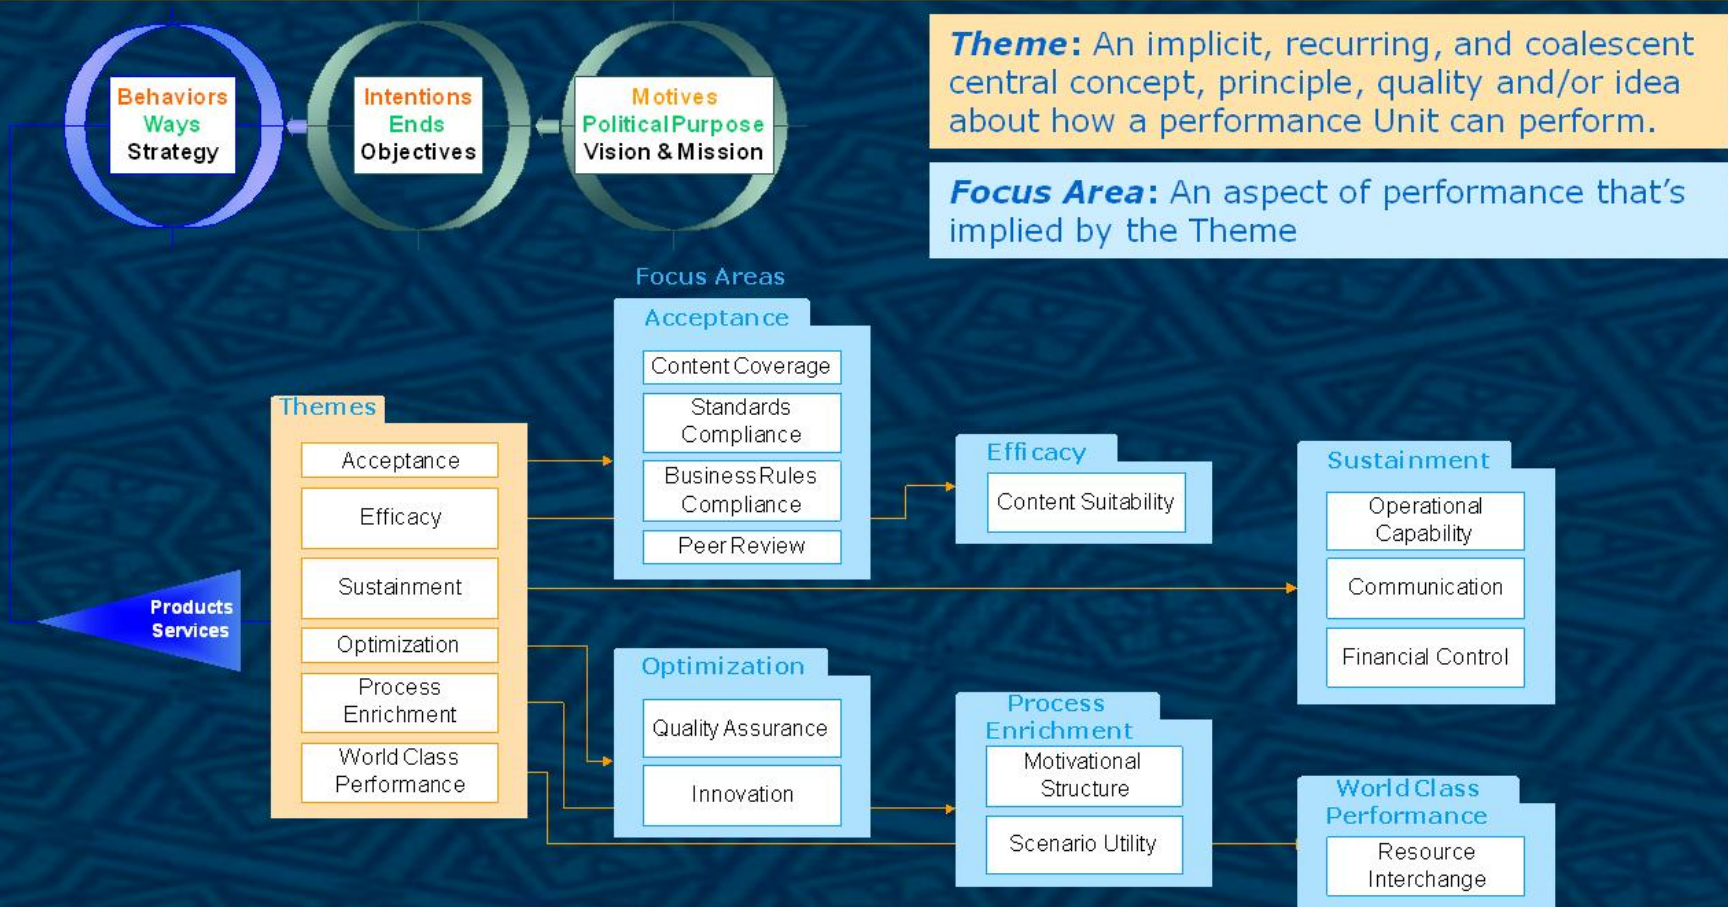 Behaviors
Ways
Strategy
Intentions
Ends
Objectives
Motives
Political Purpose
Vision & Mission
Theme: An implicit, recurring, and coalescent
central concept, principle, quality and/or idea
about how a performance Unit can perform.
Focus Area: An aspect of performance that's
implied by the Theme
Products
Services
Themes
Acceptance
Efficacy
Sustainment
Optimization
Process
Enrichment
World Class
Performance
Focus Areas
Acceptance
Content Coverage
Standards
Compliance
Business Rules
Compliance
Peer Review
Efficacy
Content Suitability
Sustainment
Operational
Capability
Communication
Financial Control
Optimization
Quality Assurance
Innovation
Process
Enrichment
Motivational
Structure
Scenario Utility
World Class
Performance
Resource
Interchange